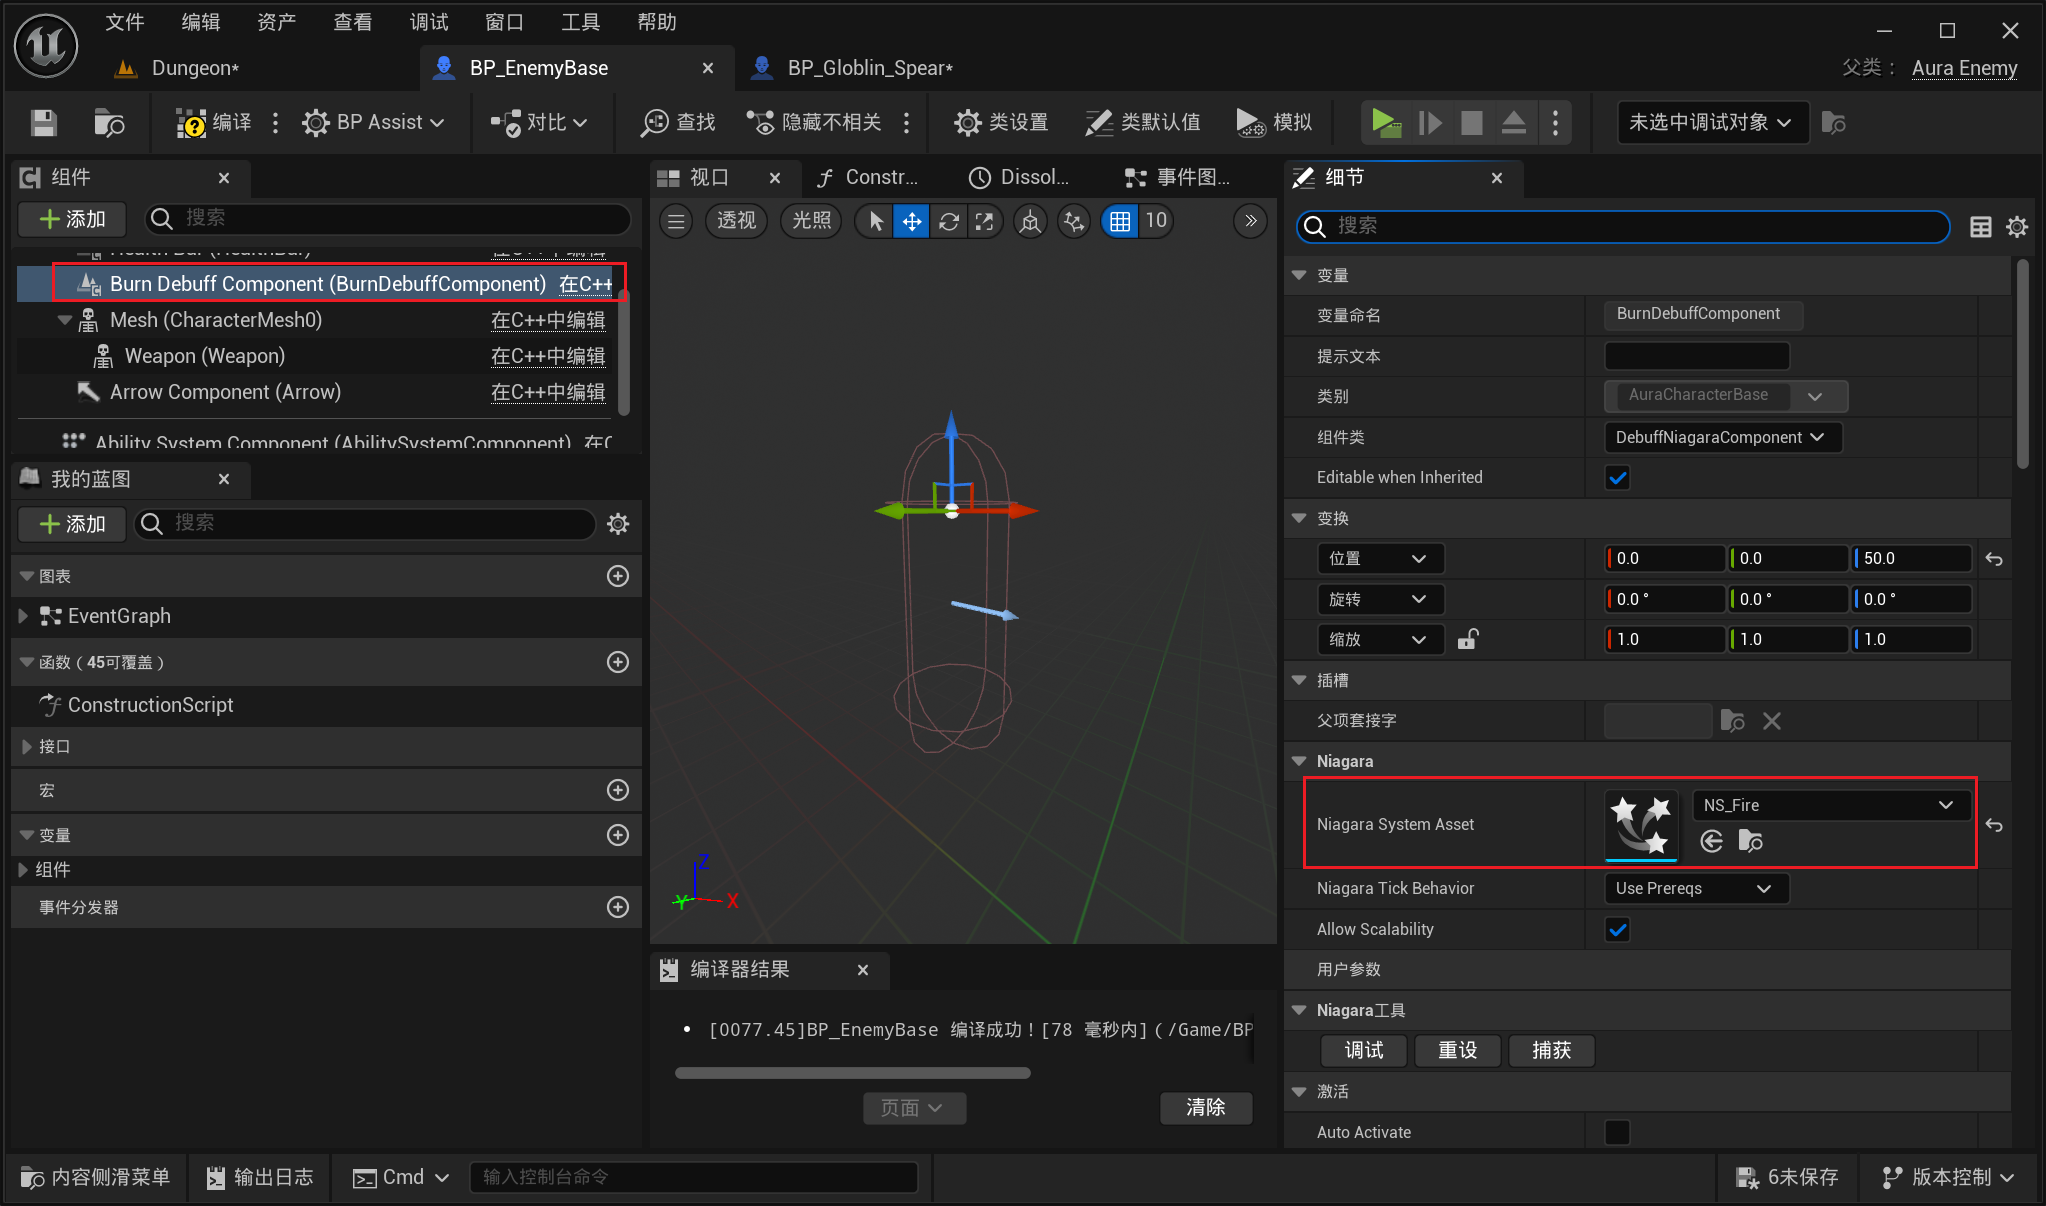 文件 编辑 资产 查看 调试 窗口 工具 帮助
Dungeon*
BP_EnemyBase
BP_Globlin_Spear*
父类： Aura Enemy
编译
BP Assist
对比
查找
隐藏不相关
类设置
类默认值
模拟
未选中调试对象
组件
添加
搜索
Health Bar (HealthBar) 在C++中编辑
Burn Debuff Component (BurnDebuffComponent) 在C++
Mesh (CharacterMesh0) 在C++中编辑
Weapon (Weapon) 在C++中编辑
Arrow Component (Arrow) 在C++中编辑
Ability System Component (AbilitySystemComponent) 在C
我的蓝图
添加
搜索
图表
EventGraph
函数（45可覆盖）
ConstructionScript
接口
宏
变量
组件
事件分发器
视口
Constr...
Dissol...
事件图...
透视
光照
10
Z
Y
X
编译器结果
• [0077.45]BP_EnemyBase 编译成功！[78 毫秒内]（/Game/BP
页面
清除
细节
搜索
变量
变量命名 BurnDebuffComponent
提示文本
类别 AuraCharacterBase
组件类 DebuffNiagaraComponent
Editable when Inherited
变换
位置 0.0 0.0 50.0
旋转 0.0 ° 0.0 ° 0.0 °
缩放 1.0 1.0 1.0
插槽
父项套接字
Niagara
Niagara System Asset NS_Fire
Niagara Tick Behavior Use Prereqs
Allow Scalability
用户参数
Niagara工具
调试 重设 捕获
激活
Auto Activate
内容侧滑菜单
输出日志
Cmd
输入控制台命令
6未保存
版本控制